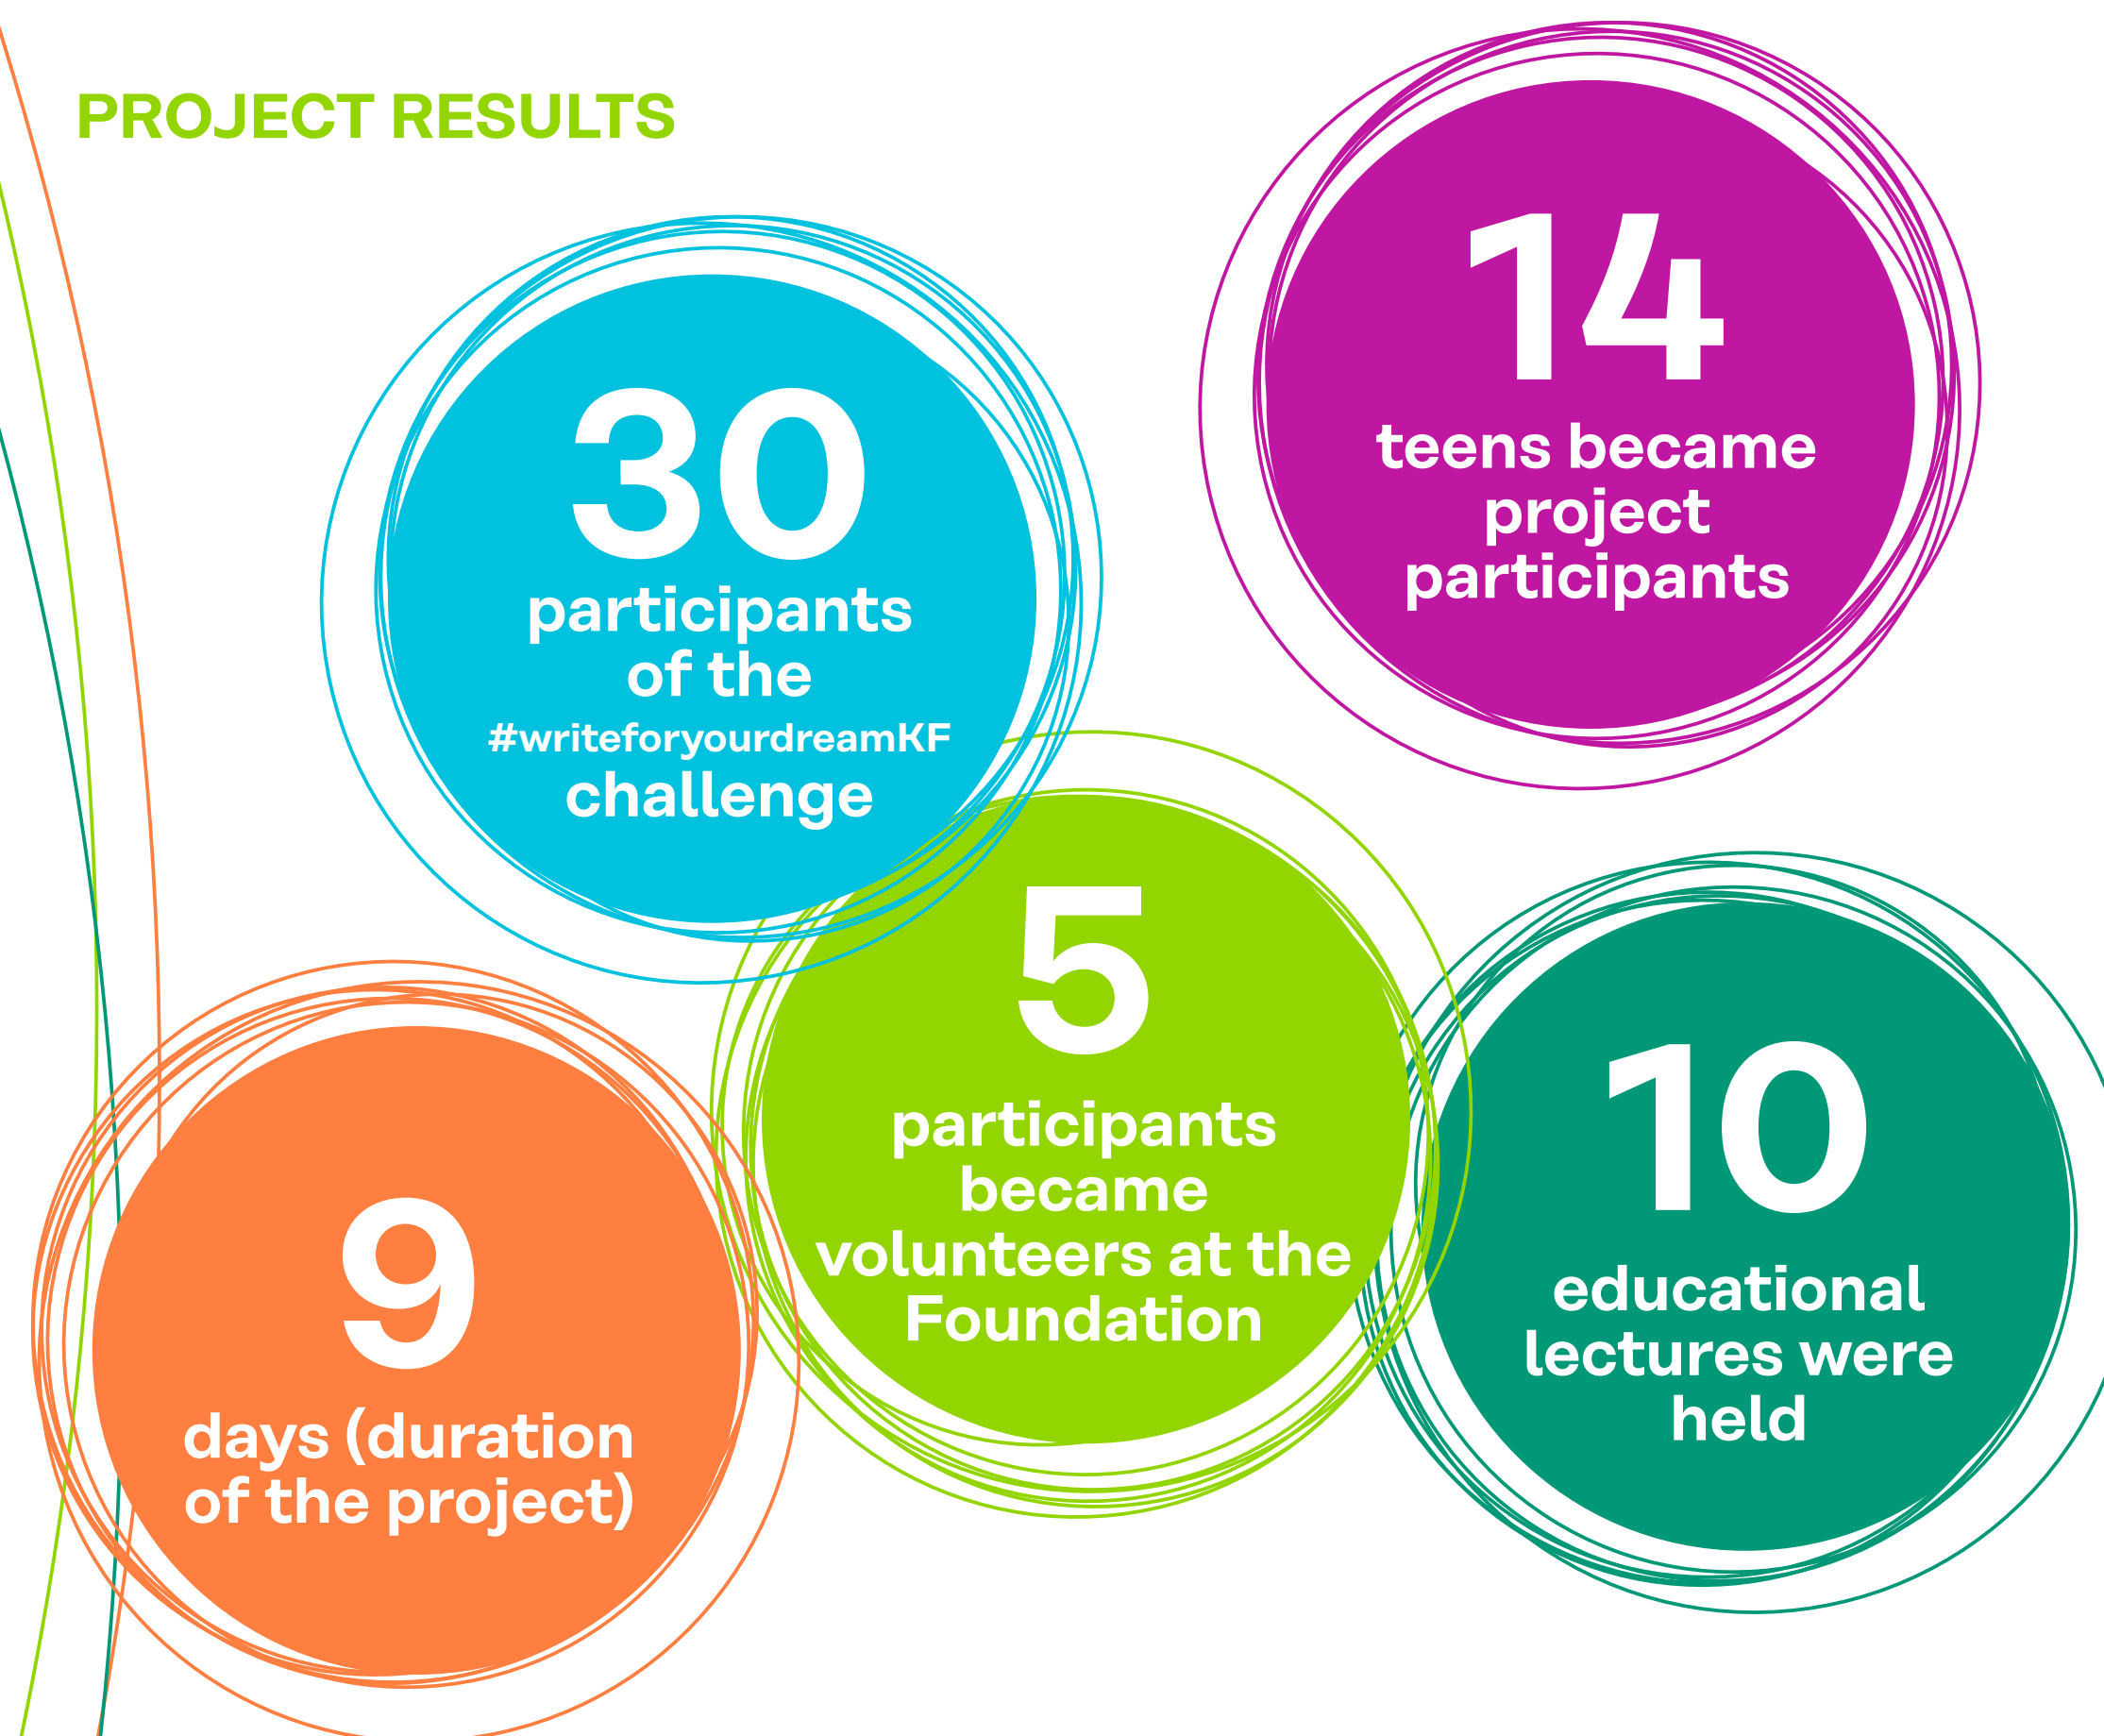 PROJECT RESULTS
30
participants
of the
#writeforyourdreamKF
challenge
14
teens became
project
participants
5
participants
became
volunteers at the
Foundation
10
educational
lectures were
held
9
days (duration
of the project)